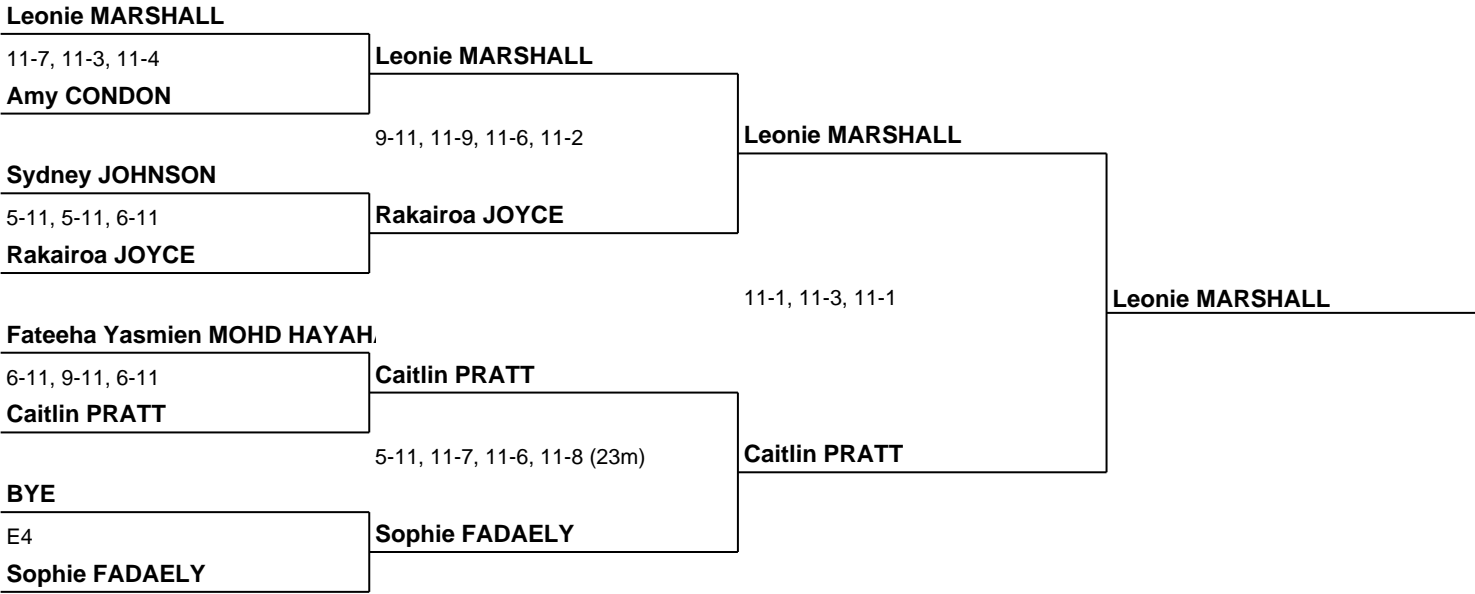 Leonie MARSHALL
11-7, 11-3, 11-4
Amy CONDON
Sydney JOHNSON
5-11, 5-11, 6-11
Rakairoa JOYCE
Fateeha Yasmien MOHD HAYAH
6-11, 9-11, 6-11
Caitlin PRATT
BYE
E4
Sophie FADAELY
Leonie MARSHALL
9-11, 11-9, 11-6, 11-2
Rakairoa JOYCE
Caitlin PRATT
5-11, 11-7, 11-6, 11-8 (23m)
Sophie FADAELY
Leonie MARSHALL
11-1, 11-3, 11-1
Caitlin PRATT
Leonie MARSHALL